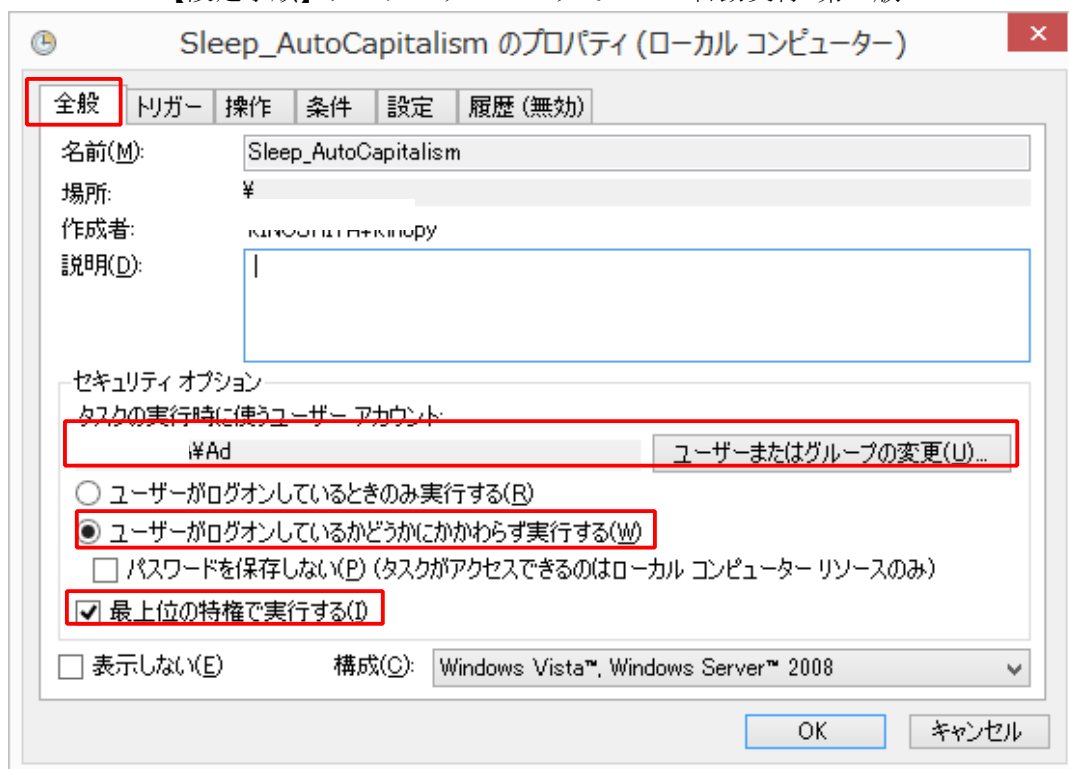 Sleep_AutoCapitalism のプロパティ (ローカル コンピューター)
全般 トリガー 操作 条件 設定 履歴 (無効)
名前(M): Sleep_AutoCapitalism
場所: ¥
作成者:
説明(D):
セキュリティ オプション
タスクの実行時に使うユーザー アカウント:
¥Ad ユーザーまたはグループの変更(U)...
ユーザーがログオンしているときのみ実行する(R)
ユーザーがログオンしているかどうかにかかわらず実行する(W)
パスワードを保存しない(P) (タスクがアクセスできるのはローカル コンピューター リソースのみ)
最上位の特権で実行する(I)
表示しない(E) 構成(C): Windows Vista™, Windows Server™ 2008
OK キャンセル